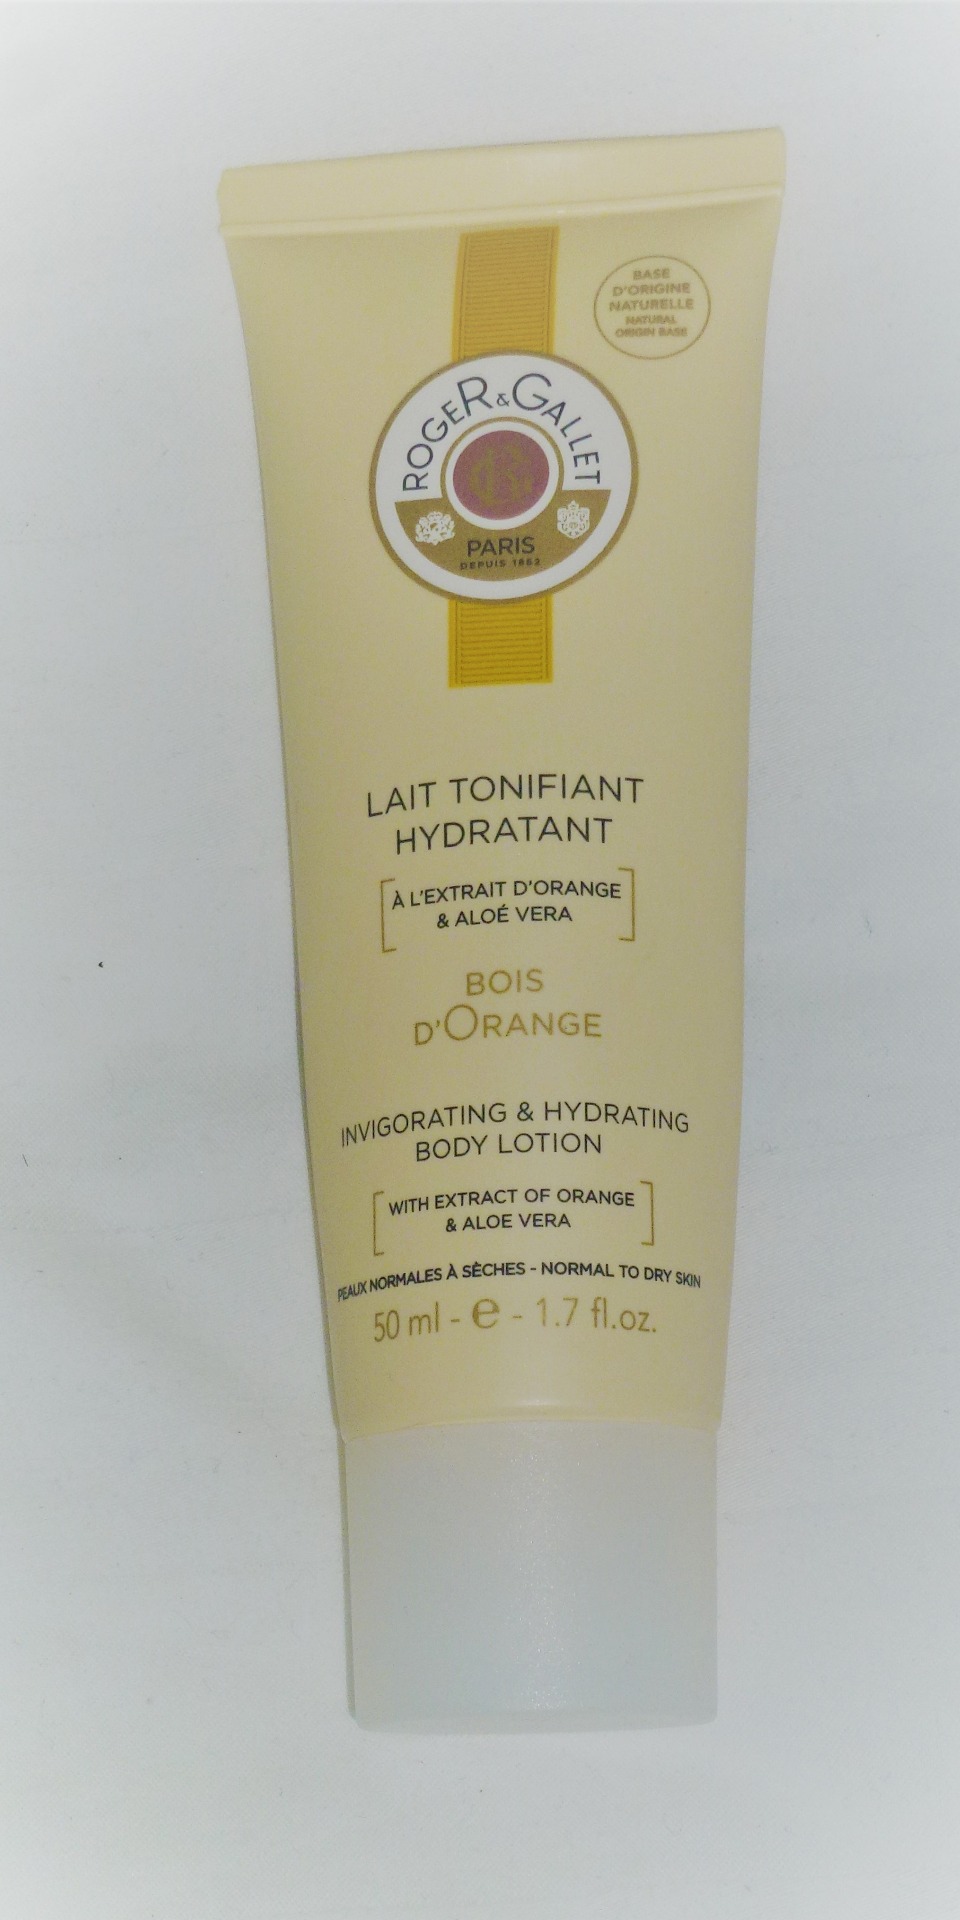 BASE
D'ORIGINE
NATURELLE
NATURAL
ORIGIN BASE
ROGER & GALLET
PARIS
DEPUIS 1862
LAIT TONIFIANT
HYDRATANT
[À L'EXTRAIT D'ORANGE
& ALOÉ VERA]
BOIS
D'ORANGE
INVIGORATING & HYDRATING
BODY LOTION
[WITH EXTRACT OF ORANGE
& ALOE VERA]
PEAUX NORMALES À SÈCHES - NORMAL TO DRY SKIN
50 ml - e - 1.7 fl.oz.